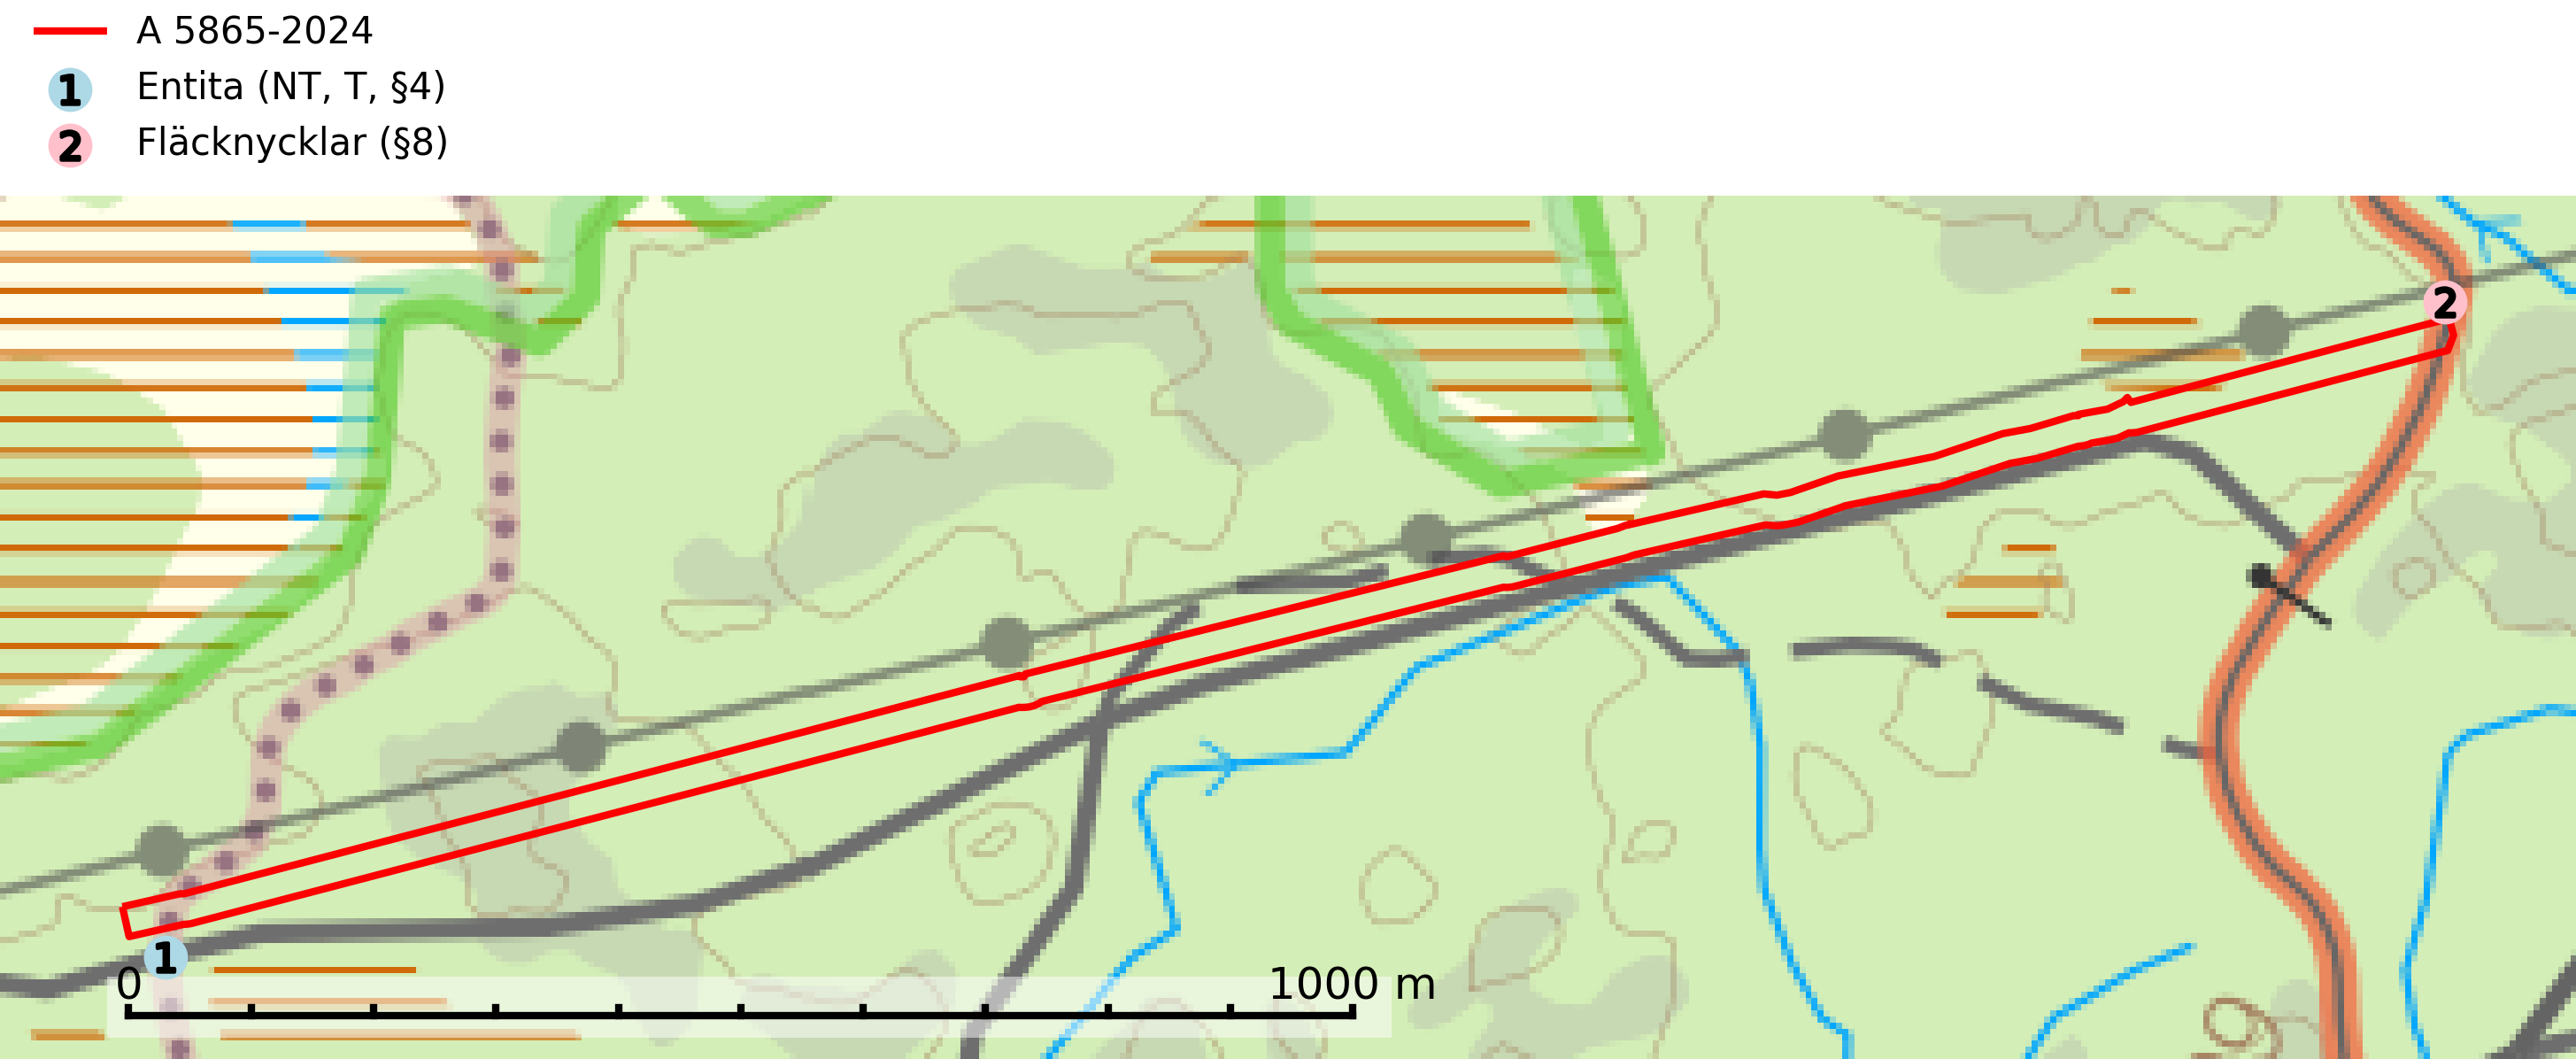 A 5865-2024
1 Entita (NT, T, §4)
2 Fläcknycklar (§8)
2
1
0 1000 m